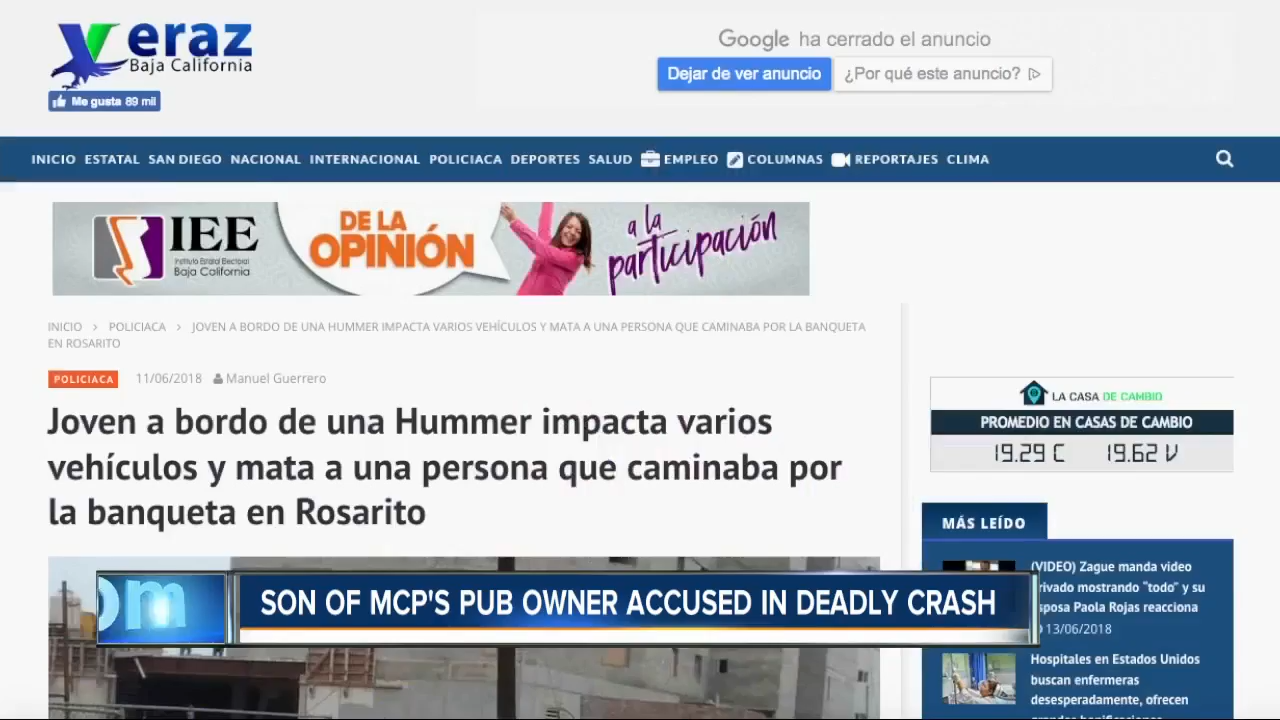 Veraz
Baja California
Me gusta 89 mil
Google ha cerrado el anuncio
Dejar de ver anuncio
¿Por qué este anuncio?
INICIO ESTATAL SAN DIEGO NACIONAL INTERNACIONAL POLICIACA DEPORTES SALUD EMPLEO COLUMNAS REPORTAJES CLIMA
IEE
Instituto Estatal Electoral
Baja California
DE LA
OPINIÓN
a la
participación
INICIO > POLICIACA > JOVEN A BORDO DE UNA HUMMER IMPACTA VARIOS VEHÍCULOS Y MATA A UNA PERSONA QUE CAMINABA POR LA BANQUETA
EN ROSARITO
POLICIACA 11/06/2018 Manuel Guerrero
Joven a bordo de una Hummer impacta varios
vehículos y mata a una persona que caminaba por
la banqueta en Rosarito
LA CASA DE CAMBIO
PROMEDIO EN CASAS DE CAMBIO
19.29 C 19.62 V
MÁS LEÍDO
(VIDEO) Zague manda video
privado mostrando "todo" y su
esposa Paola Rojas reacciona
13/06/2018
Hospitales en Estados Unidos
buscan enfermeras
desesperadamente, ofrecen
om
SON OF MCP'S PUB OWNER ACCUSED IN DEADLY CRASH